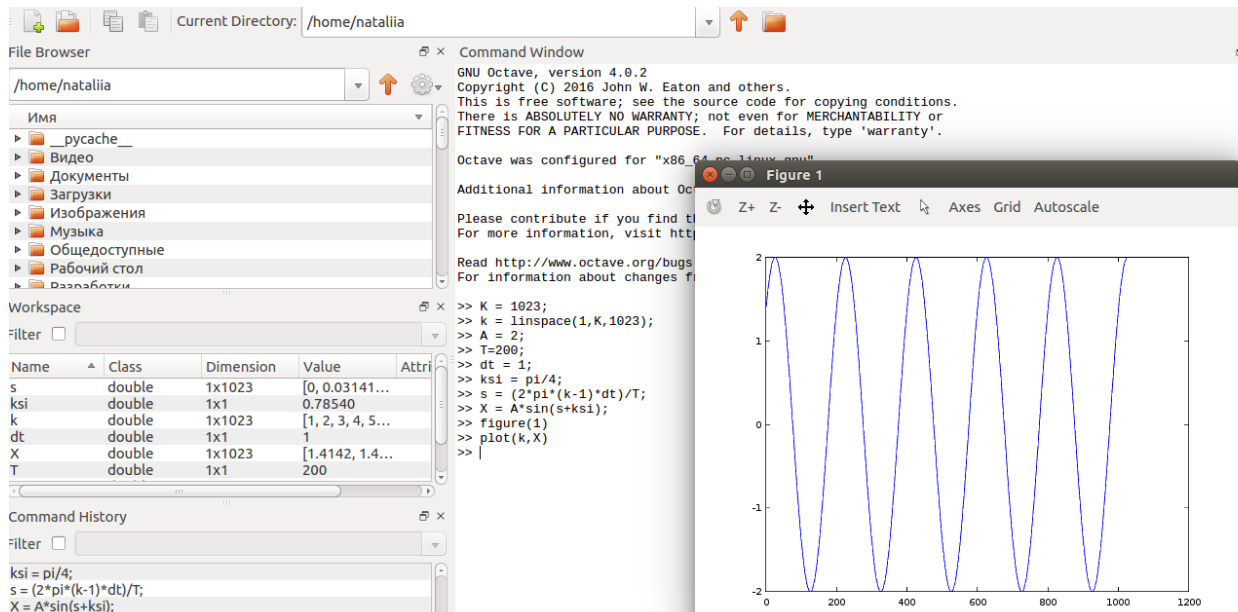 Current Directory: /home/nataliia
File Browser
/home/nataliia
Имя
__pycache__
Видео
Документы
Загрузки
Изображения
Музыка
Общедоступные
Рабочий стол
Разработки
Workspace
Filter
Name Class Dimension Value Attri
s double 1x1023 [0, 0.03141...
ksi double 1x1 0.78540
k double 1x1023 [1, 2, 3, 4, 5...
dt double 1x1 1
X double 1x1023 [1.4142, 1.4...
T double 1x1 200
Command History
Filter
ksi = pi/4;
s = (2*pi*(k-1)*dt)/T;
X = A*sin(s+ksi);
Command Window
GNU Octave, version 4.0.2
Copyright (C) 2016 John W. Eaton and others.
This is free software; see the source code for copying conditions.
There is ABSOLUTELY NO WARRANTY; not even for MERCHANTABILITY or
FITNESS FOR A PARTICULAR PURPOSE.  For details, type 'warranty'.
Octave was configured for "x86_64-pc-linux-gnu"
Additional information about Oc
Please contribute if you find th
For more information, visit htt
Read http://www.octave.org/bugs
For information about changes f
>> K = 1023;
>> k = linspace(1,K,1023);
>> A = 2;
>> T=200;
>> dt = 1;
>> ksi = pi/4;
>> s = (2*pi*(k-1)*dt)/T;
>> X = A*sin(s+ksi);
>> figure(1)
>> plot(k,X)
>>
Figure 1
Z+ Z- Insert Text Axes Grid Autoscale
2
1
0
-1
-2
0 200 400 600 800 1000 1200